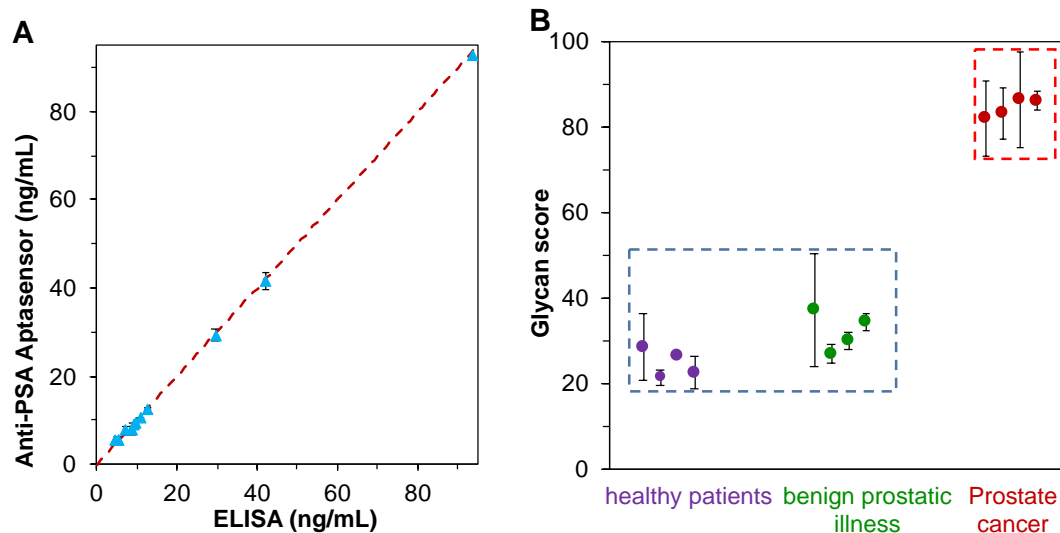 A
Anti-PSA Aptasensor (ng/mL)
80
60
40
20
0
0 20 40 60 80
ELISA (ng/mL)
B
Glycan score
100
80
60
40
20
0
healthy patients
benign prostatic
illness
Prostate
cancer